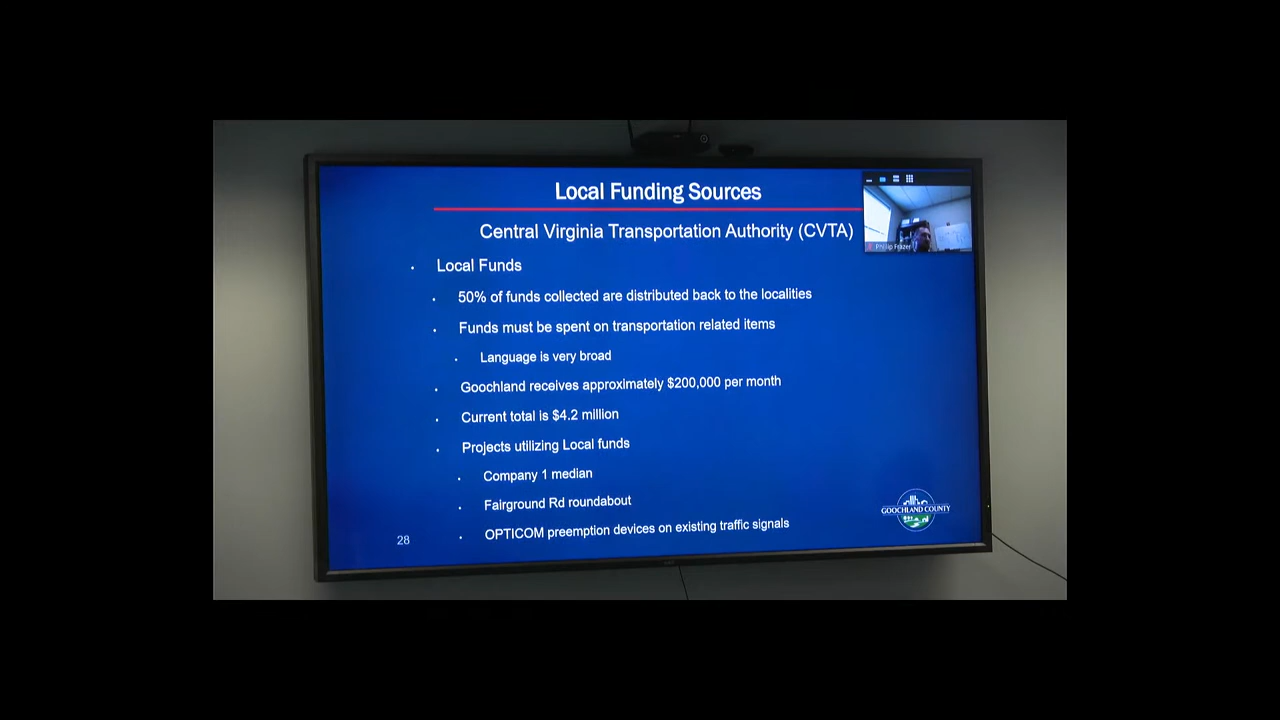 Local Funding Sources
Central Virginia Transportation Authority (CVTA)
Phillip Frazer
Local Funds
50% of funds collected are distributed back to the localities
Funds must be spent on transportation related items
Language is very broad
Goochland receives approximately $200,000 per month
Current total is $4.2 million
Projects utilizing Local funds
Company 1 median
Fairground Rd roundabout
OPTICOM preemption devices on existing traffic signals
GOOCHLAND COUNTY
28